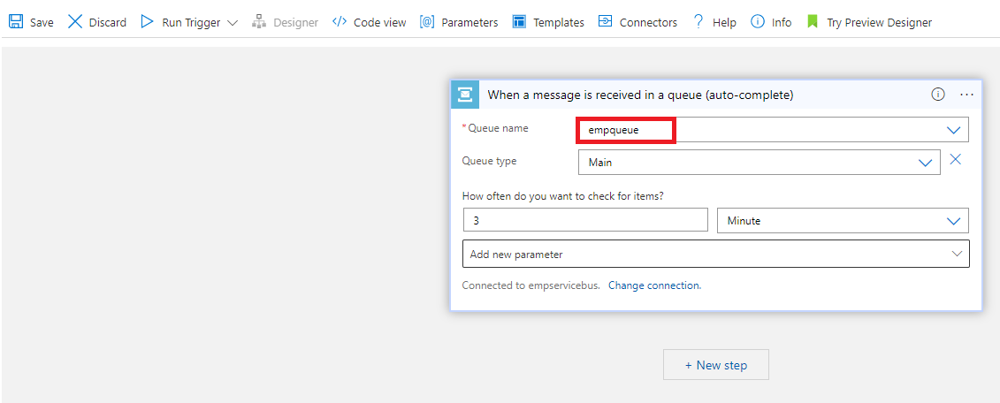 Save Discard Run Trigger Designer Code view Parameters Templates Connectors Help Info Try Preview Designer
When a message is received in a queue (auto-complete)
*Queue name empqueue
Queue type Main
How often do you want to check for items?
3 Minute
Add new parameter
Connected to empservicebus. Change connection.
+ New step